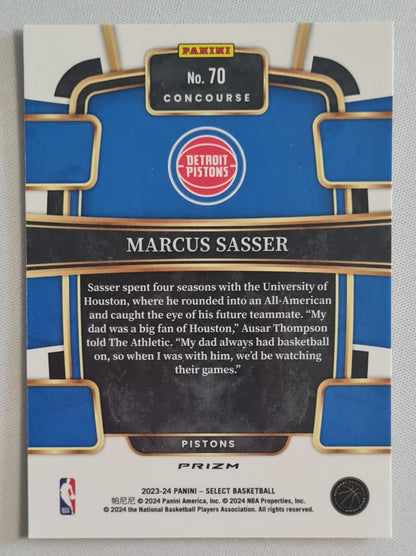 PANINI
No. 70
CONCOURSE
DETROIT
PISTONS
MARCUS SASSER
Sasser spent four seasons with the University of
Houston, where he rounded into an All-American
and caught the eye of his future teammate. “My
dad was a big fan of Houston,” Ausar Thompson
told The Athletic. “My dad always had basketball
on, so when I was with him, we’d be watching
their games.”
PISTONS
PRIZM
2023-24 PANINI – SELECT BASKETBALL
帕尼尼 © 2024 Panini America, Inc. © 2024 NBA Properties, Inc.
© 2024 the National Basketball Players Association. All rights reserved.
NBA